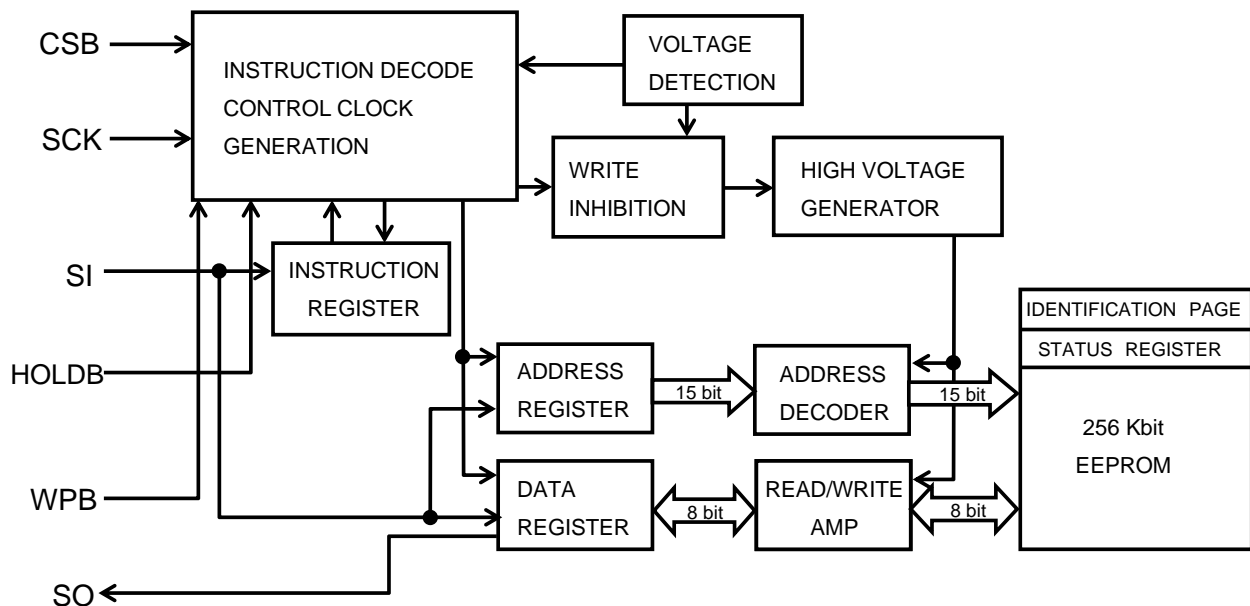 CSB
SCK
INSTRUCTION DECODE
CONTROL CLOCK
GENERATION
VOLTAGE
DETECTION
WRITE
INHIBITION
HIGH VOLTAGE
GENERATOR
SI
INSTRUCTION
REGISTER
HOLDB
ADDRESS
REGISTER
15 bit
ADDRESS
DECODER
15 bit
IDENTIFICATION PAGE
STATUS REGISTER
256 Kbit
EEPROM
WPB
DATA
REGISTER
8 bit
READ/WRITE
AMP
8 bit
SO